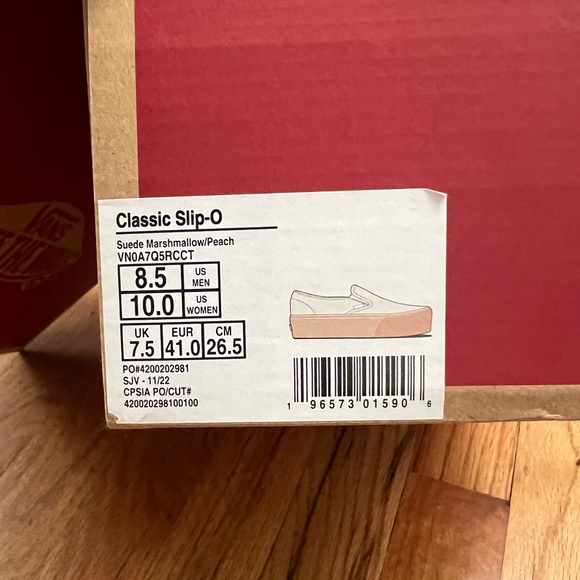 Classic Slip-O
Suede Marshmallow/Peach
VN0A7Q5RCCT
8.5 US MEN
10.0 US WOMEN
UK EUR CM
7.5 41.0 26.5
PO#4200202981
SJV - 11/22
CPSIA PO/CUT#
420020298100100
1 96573 01590 6
VANS